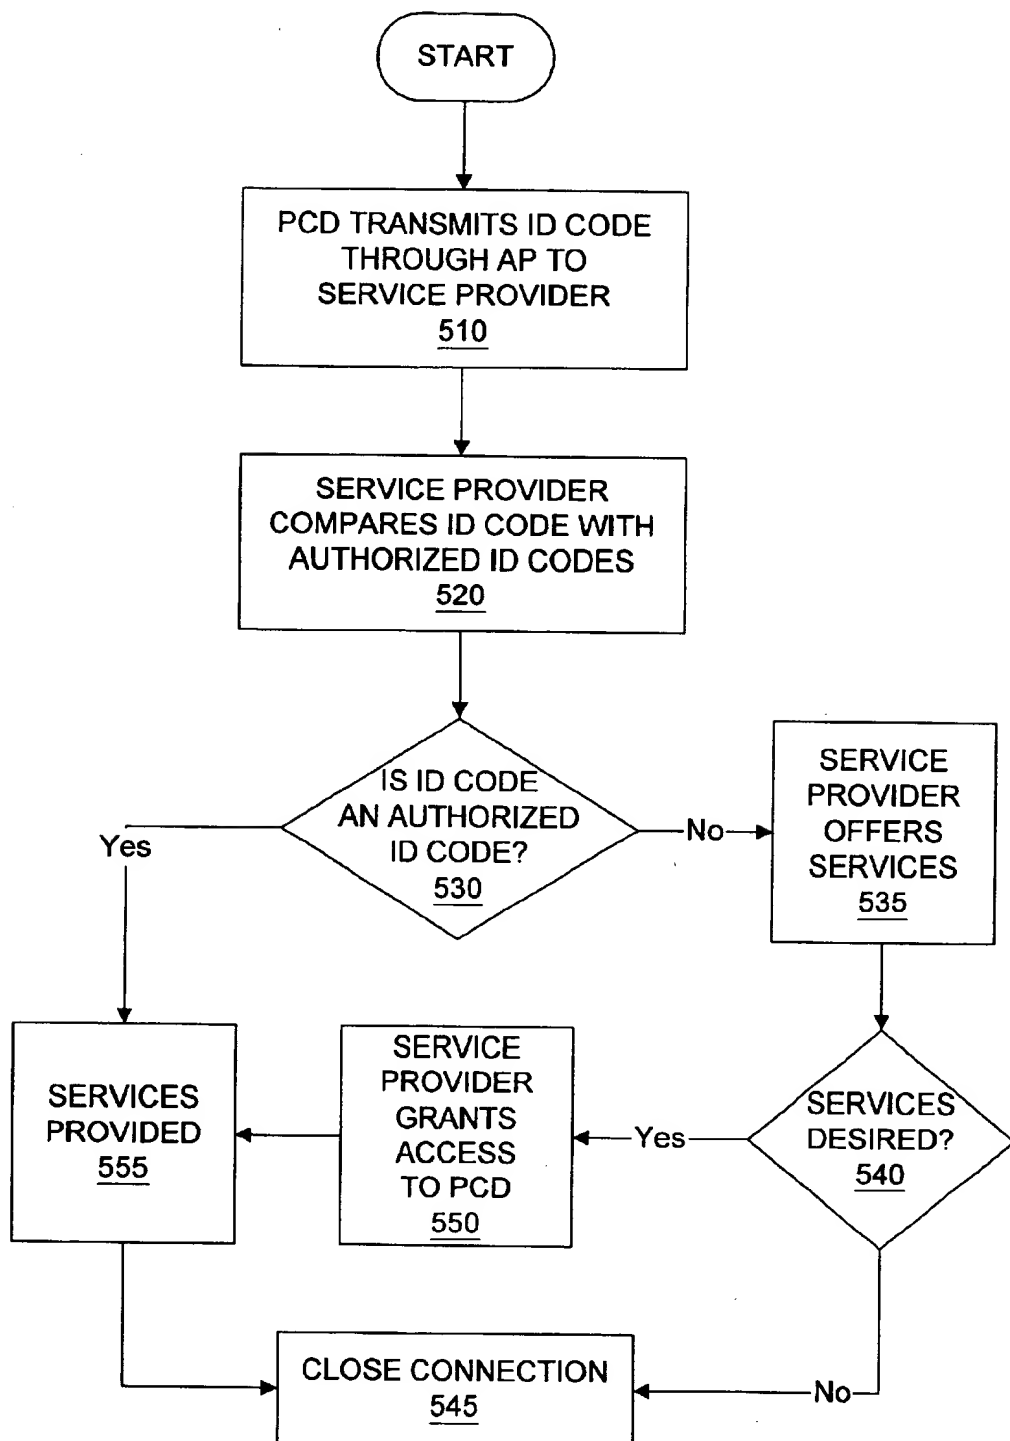 START
PCD TRANSMITS ID CODE
THROUGH AP TO
SERVICE PROVIDER
510
SERVICE PROVIDER
COMPARES ID CODE WITH
AUTHORIZED ID CODES
520
IS ID CODE
AN AUTHORIZED
ID CODE?
530
Yes
No
SERVICE
PROVIDER
OFFERS
SERVICES
535
SERVICES
DESIRED?
540
Yes
SERVICE
PROVIDER
GRANTS
ACCESS
TO PCD
550
SERVICES
PROVIDED
555
No
CLOSE CONNECTION
545